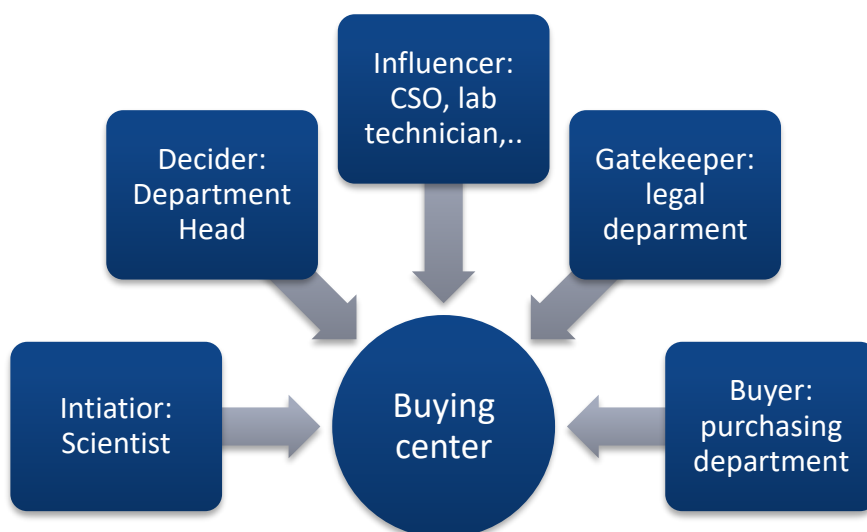 Influencer:
CSO, lab
technician,..
Decider:
Department
Head
Gatekeeper:
legal
deparment
Intiatior:
Scientist
Buying
center
Buyer:
purchasing
department